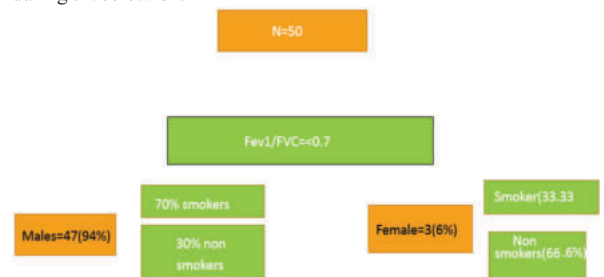 N=50
Fev1/FVC=<0.7
70% smokers
Smoker(33.33
Males=47(94%)
Female=3(6%)
30% non
smokers
Non
smokers(66.6%)